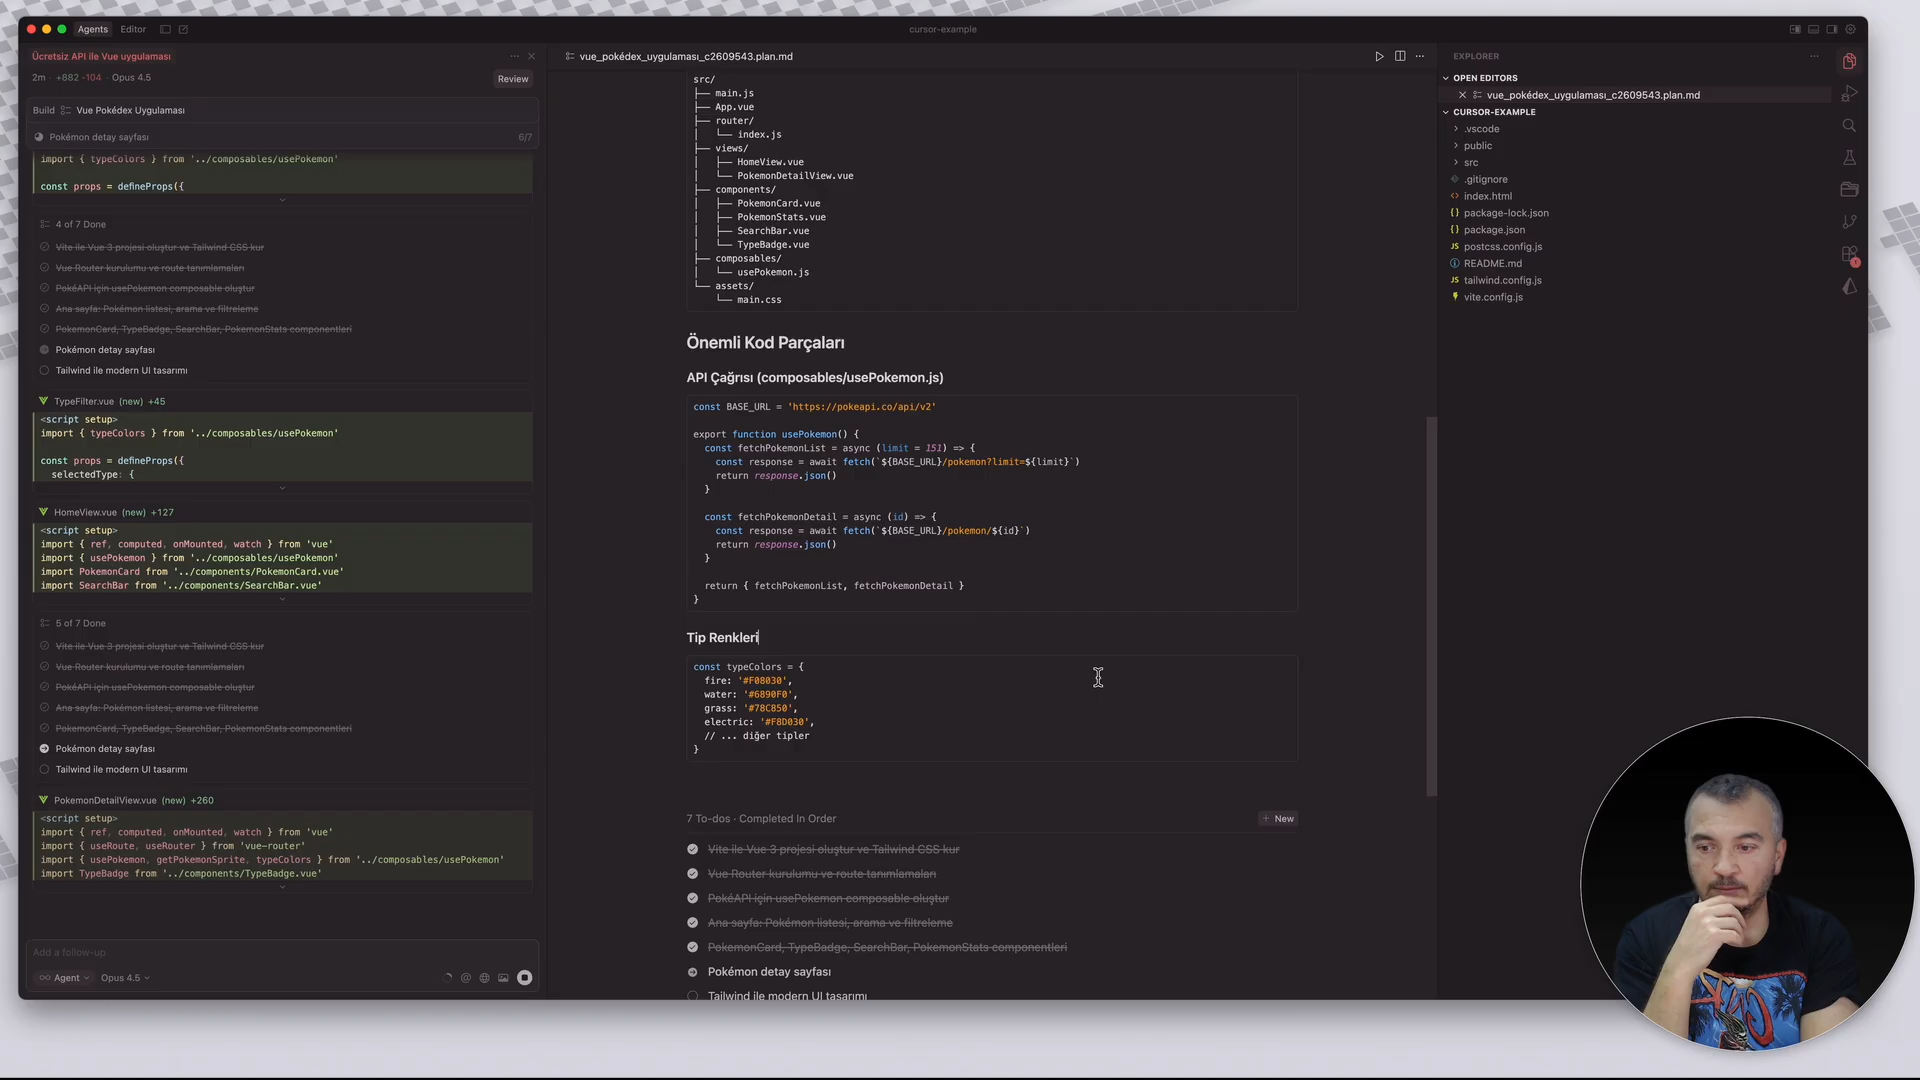 Agents
Editor
cursor-example
Ücretsiz API ile Vue uygulaması
2m · +882 -104 · Opus 4.5
Review
Build Vue Pokédex Uygulaması
Pokémon detay sayfası 6/7
import { typeColors } from '../composables/usePokemon'
const props = defineProps({
4 of 7 Done
Vite ile Vue 3 projesi oluştur ve Tailwind CSS kur
Vue Router kurulumu ve route tanımlamaları
PokéAPI için usePokemon composable oluştur
Ana sayfa: Pokémon listesi, arama ve filtreleme
PokemonCard, TypeBadge, SearchBar, PokemonStats componentleri
Pokémon detay sayfası
Tailwind ile modern UI tasarımı
TypeFilter.vue (new) +45
<script setup>
import { typeColors } from '../composables/usePokemon'
const props = defineProps({
selectedType: {
HomeView.vue (new) +127
<script setup>
import { ref, computed, onMounted, watch } from 'vue'
import { usePokemon } from '../composables/usePokemon'
import PokemonCard from '../components/PokemonCard.vue'
import SearchBar from '../components/SearchBar.vue'
5 of 7 Done
Vite ile Vue 3 projesi oluştur ve Tailwind CSS kur
Vue Router kurulumu ve route tanımlamaları
PokéAPI için usePokemon composable oluştur
Ana sayfa: Pokémon listesi, arama ve filtreleme
PokemonCard, TypeBadge, SearchBar, PokemonStats componentleri
Pokémon detay sayfası
Tailwind ile modern UI tasarımı
PokemonDetailView.vue (new) +260
<script setup>
import { ref, computed, onMounted, watch } from 'vue'
import { useRoute, useRouter } from 'vue-router'
import { usePokemon, getPokemonSprite, typeColors } from '../composables/usePokemon'
import TypeBadge from '../components/TypeBadge.vue'
Add a follow-up
Agent
Opus 4.5
vue_pokédex_uygulaması_c2609543.plan.md
src/
├── main.js
├── App.vue
├── router/
│ └── index.js
├── views/
│ ├── HomeView.vue
│ └── PokemonDetailView.vue
├── components/
│ ├── PokemonCard.vue
│ ├── PokemonStats.vue
│ ├── SearchBar.vue
│ └── TypeBadge.vue
├── composables/
│ └── usePokemon.js
└── assets/
└── main.css
Önemli Kod Parçaları
API Çağrısı (composables/usePokemon.js)
const BASE_URL = 'https://pokeapi.co/api/v2'
export function usePokemon() {
const fetchPokemonList = async (limit = 151) => {
const response = await fetch(`${BASE_URL}/pokemon?limit=${limit}`)
return response.json()
}
const fetchPokemonDetail = async (id) => {
const response = await fetch(`${BASE_URL}/pokemon/${id}`)
return response.json()
}
return { fetchPokemonList, fetchPokemonDetail }
}
Tip Renkleri
const typeColors = {
fire: '#F08030',
water: '#6890F0',
grass: '#78C850',
electric: '#F8D030',
// ... diğer tipler
}
7 To-dos · Completed In Order
+ New
Vite ile Vue 3 projesi oluştur ve Tailwind CSS kur
Vue Router kurulumu ve route tanımlamaları
PokéAPI için usePokemon composable oluştur
Ana sayfa: Pokémon listesi, arama ve filtreleme
PokemonCard, TypeBadge, SearchBar, PokemonStats componentleri
Pokémon detay sayfası
Tailwind ile modern UI tasarımı
EXPLORER
OPEN EDITORS
vue_pokédex_uygulaması_c2609543.plan.md
CURSOR-EXAMPLE
.vscode
public
src
.gitignore
index.html
package-lock.json
package.json
postcss.config.js
README.md
tailwind.config.js
vite.config.js